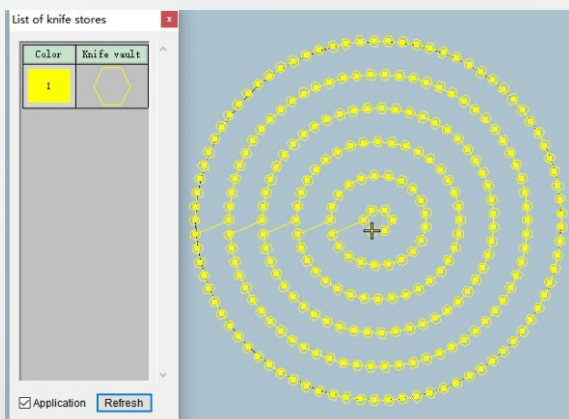 List of knife stores
x
Color Knife vault
1
Application Refresh